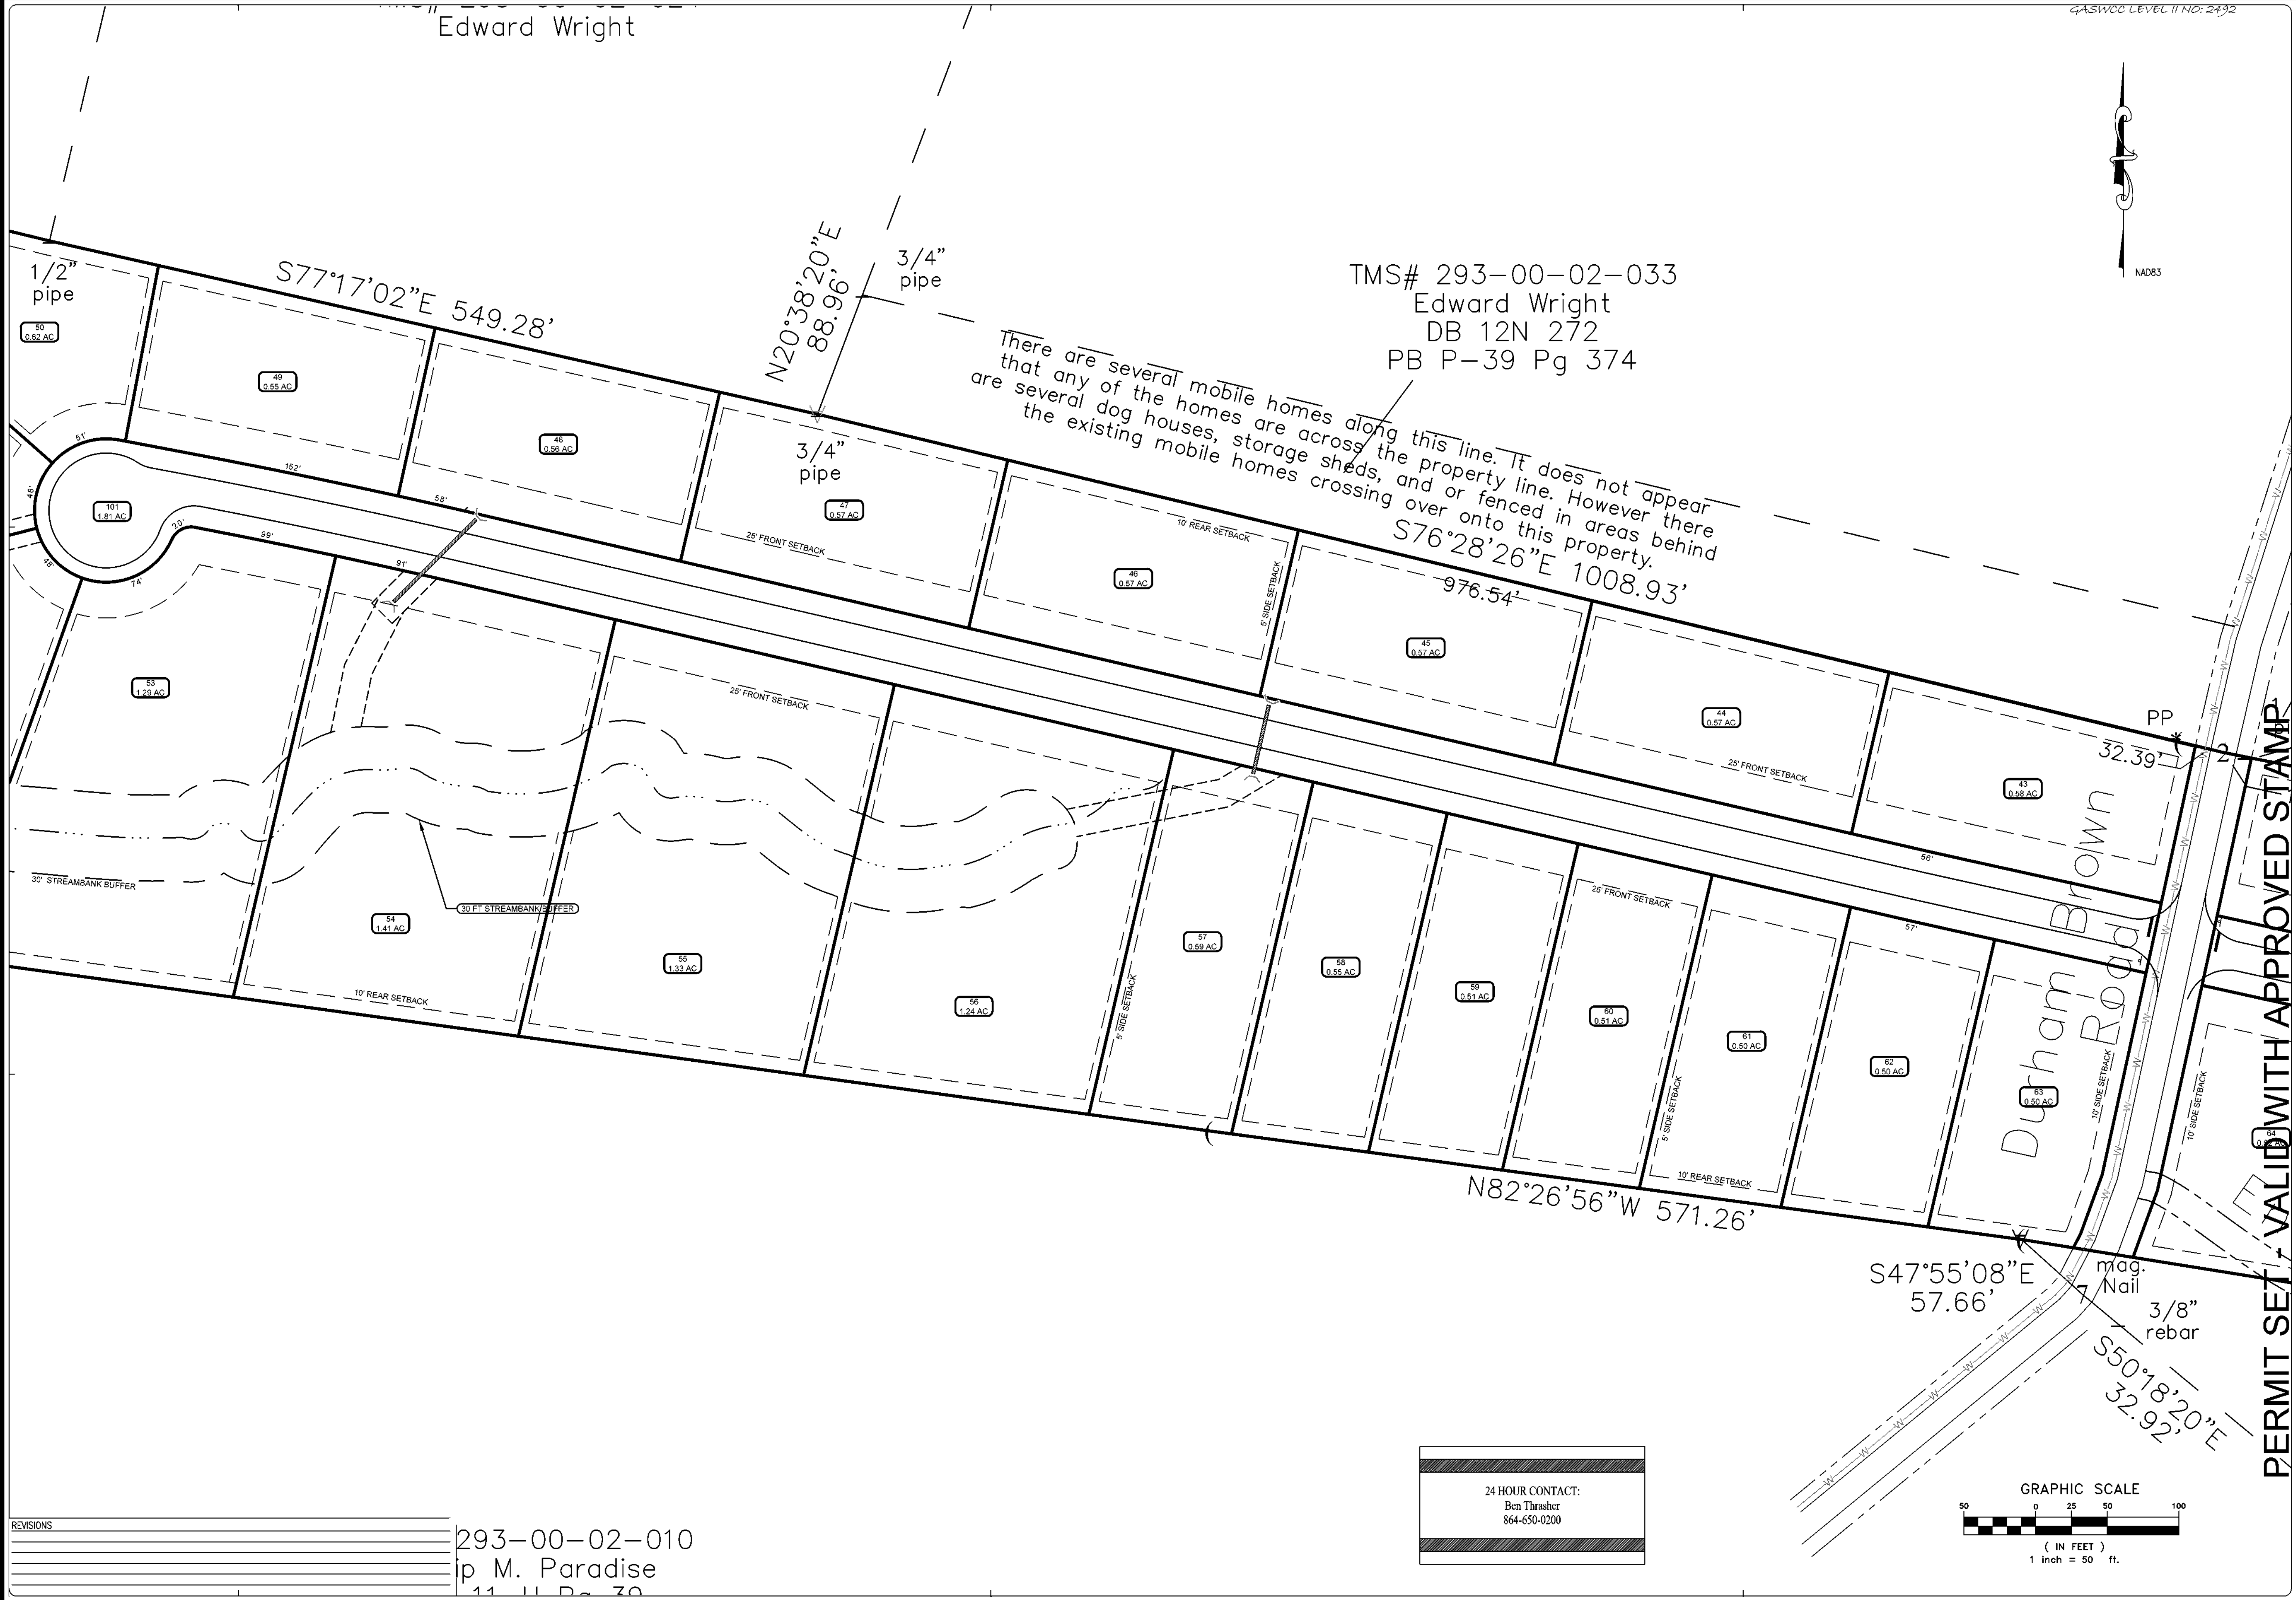 Edward Wright
GASWCC LEVEL II NO: 2492
NAD83
1/2"
pipe
S77°17'02"E 549.28'
N20°38'20"E
88.96'
3/4"
pipe
3/4"
pipe
TMS# 293-00-02-033
Edward Wright
DB 12N 272
PB P-39 Pg 374
There are several mobile homes along this line. It does not appear
that any of the homes are across the property line. However there
are several dog houses, storage sheds, and or fenced in areas behind
the existing mobile homes crossing over onto this property.
S76°28'26"E 1008.93'
976.54'
50
0.62 AC
49
0.55 AC
48
0.56 AC
47
0.57 AC
46
0.57 AC
45
0.57 AC
44
0.57 AC
43
0.58 AC
25' FRONT SETBACK
10' REAR SETBACK
5' SIDE SETBACK
25' FRONT SETBACK
PP
32.39'
2
51'
152'
58'
48'
101
1.81 AC
20'
99'
91'
48'
74'
56'
57'
53
1.29 AC
54
1.41 AC
55
1.33 AC
56
1.24 AC
57
0.59 AC
58
0.55 AC
59
0.51 AC
60
0.51 AC
61
0.50 AC
62
0.50 AC
63
0.50 AC
64
25' FRONT SETBACK
25' FRONT SETBACK
30' STREAMBANK BUFFER
30 FT STREAMBANK BUFFER
10' REAR SETBACK
5' SIDE SETBACK
5' SIDE SETBACK
10' REAR SETBACK
10' SIDE SETBACK
10' SIDE SETBACK
Durham Brown
Road
N82°26'56"W 571.26'
S47°55'08"E
57.66'
mag.
Nail
7
3/8"
rebar
S50°18'20"E
32.92'
PERMIT SET - VALID WITH APPROVED STAMP
24 HOUR CONTACT:
Ben Thrasher
864-650-0200
GRAPHIC SCALE
50 0 25 50 100
( IN FEET )
1 inch = 50 ft.
REVISIONS
293-00-02-010
ip M. Paradise